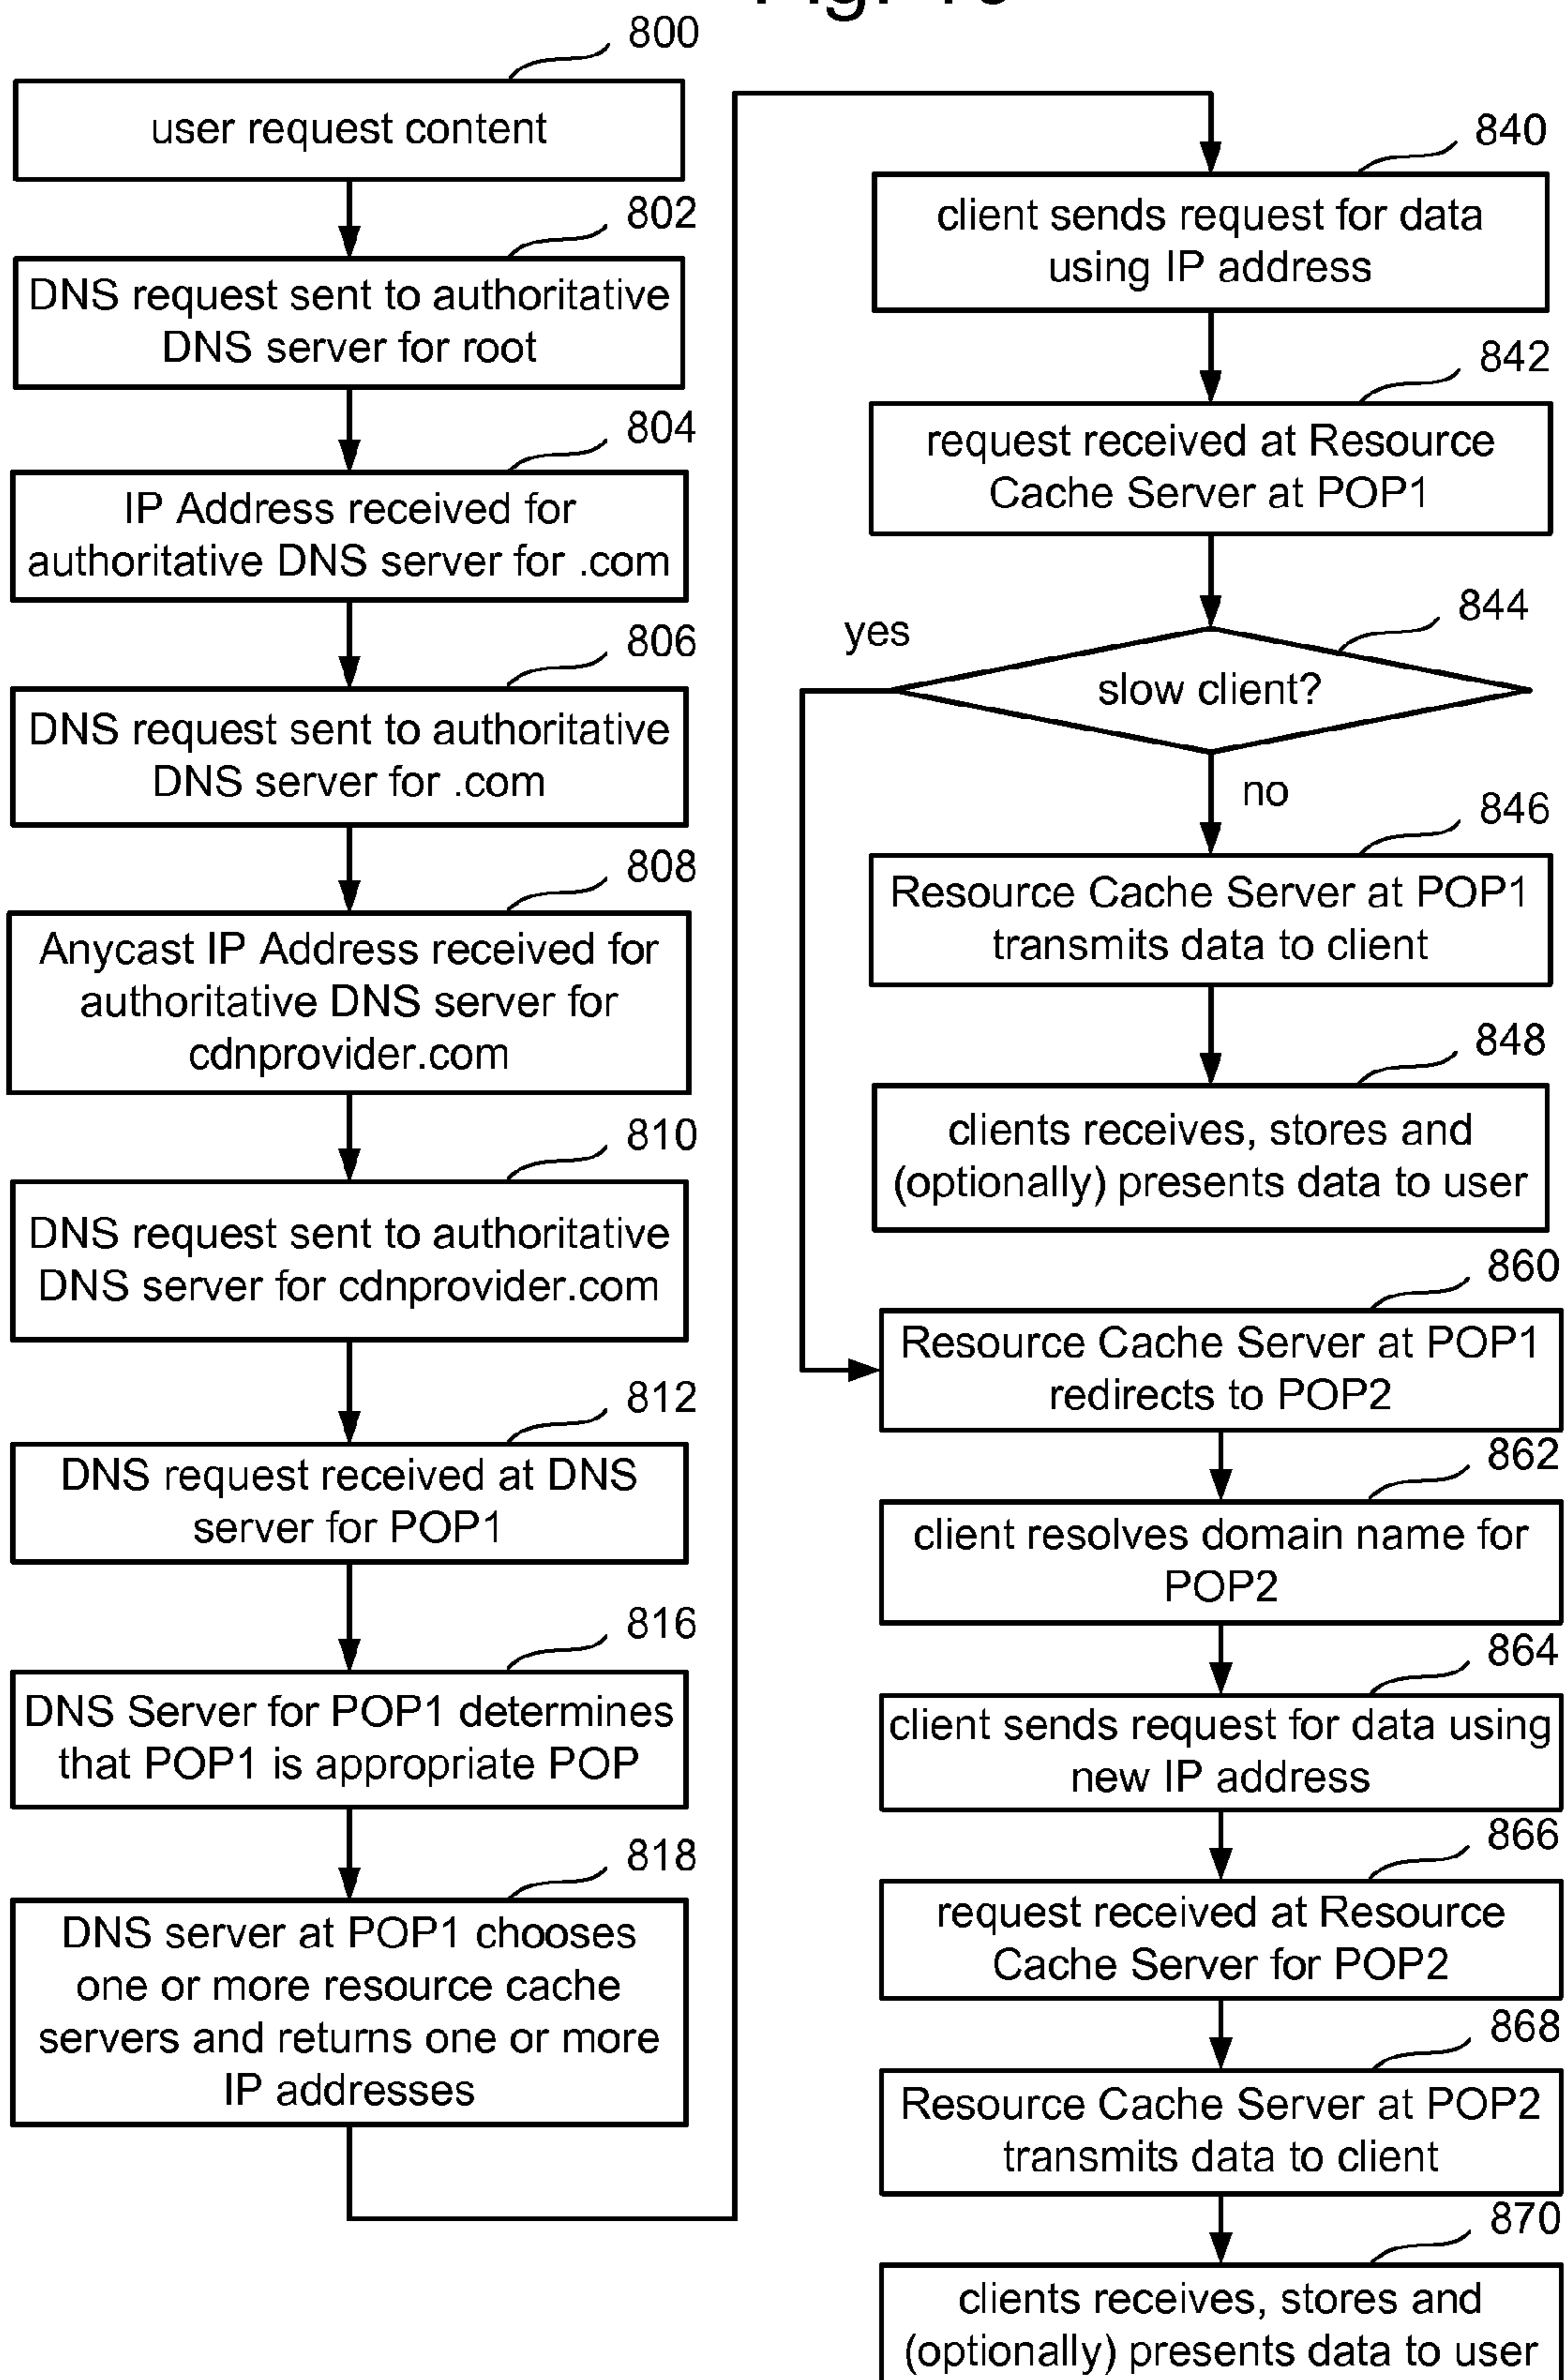 800
user request content
802
DNS request sent to authoritative
DNS server for root
804
IP Address received for
authoritative DNS server for .com
806
DNS request sent to authoritative
DNS server for .com
808
Anycast IP Address received for
authoritative DNS server for
cdnprovider.com
810
DNS request sent to authoritative
DNS server for cdnprovider.com
812
DNS request received at DNS
server for POP1
816
DNS Server for POP1 determines
that POP1 is appropriate POP
818
DNS server at POP1 chooses
one or more resource cache
servers and returns one or more
IP addresses
840
client sends request for data
using IP address
842
request received at Resource
Cache Server at POP1
844
yes
slow client?
no
846
Resource Cache Server at POP1
transmits data to client
848
clients receives, stores and
(optionally) presents data to user
860
Resource Cache Server at POP1
redirects to POP2
862
client resolves domain name for
POP2
864
client sends request for data using
new IP address
866
request received at Resource
Cache Server for POP2
868
Resource Cache Server at POP2
transmits data to client
870
clients receives, stores and
(optionally) presents data to user